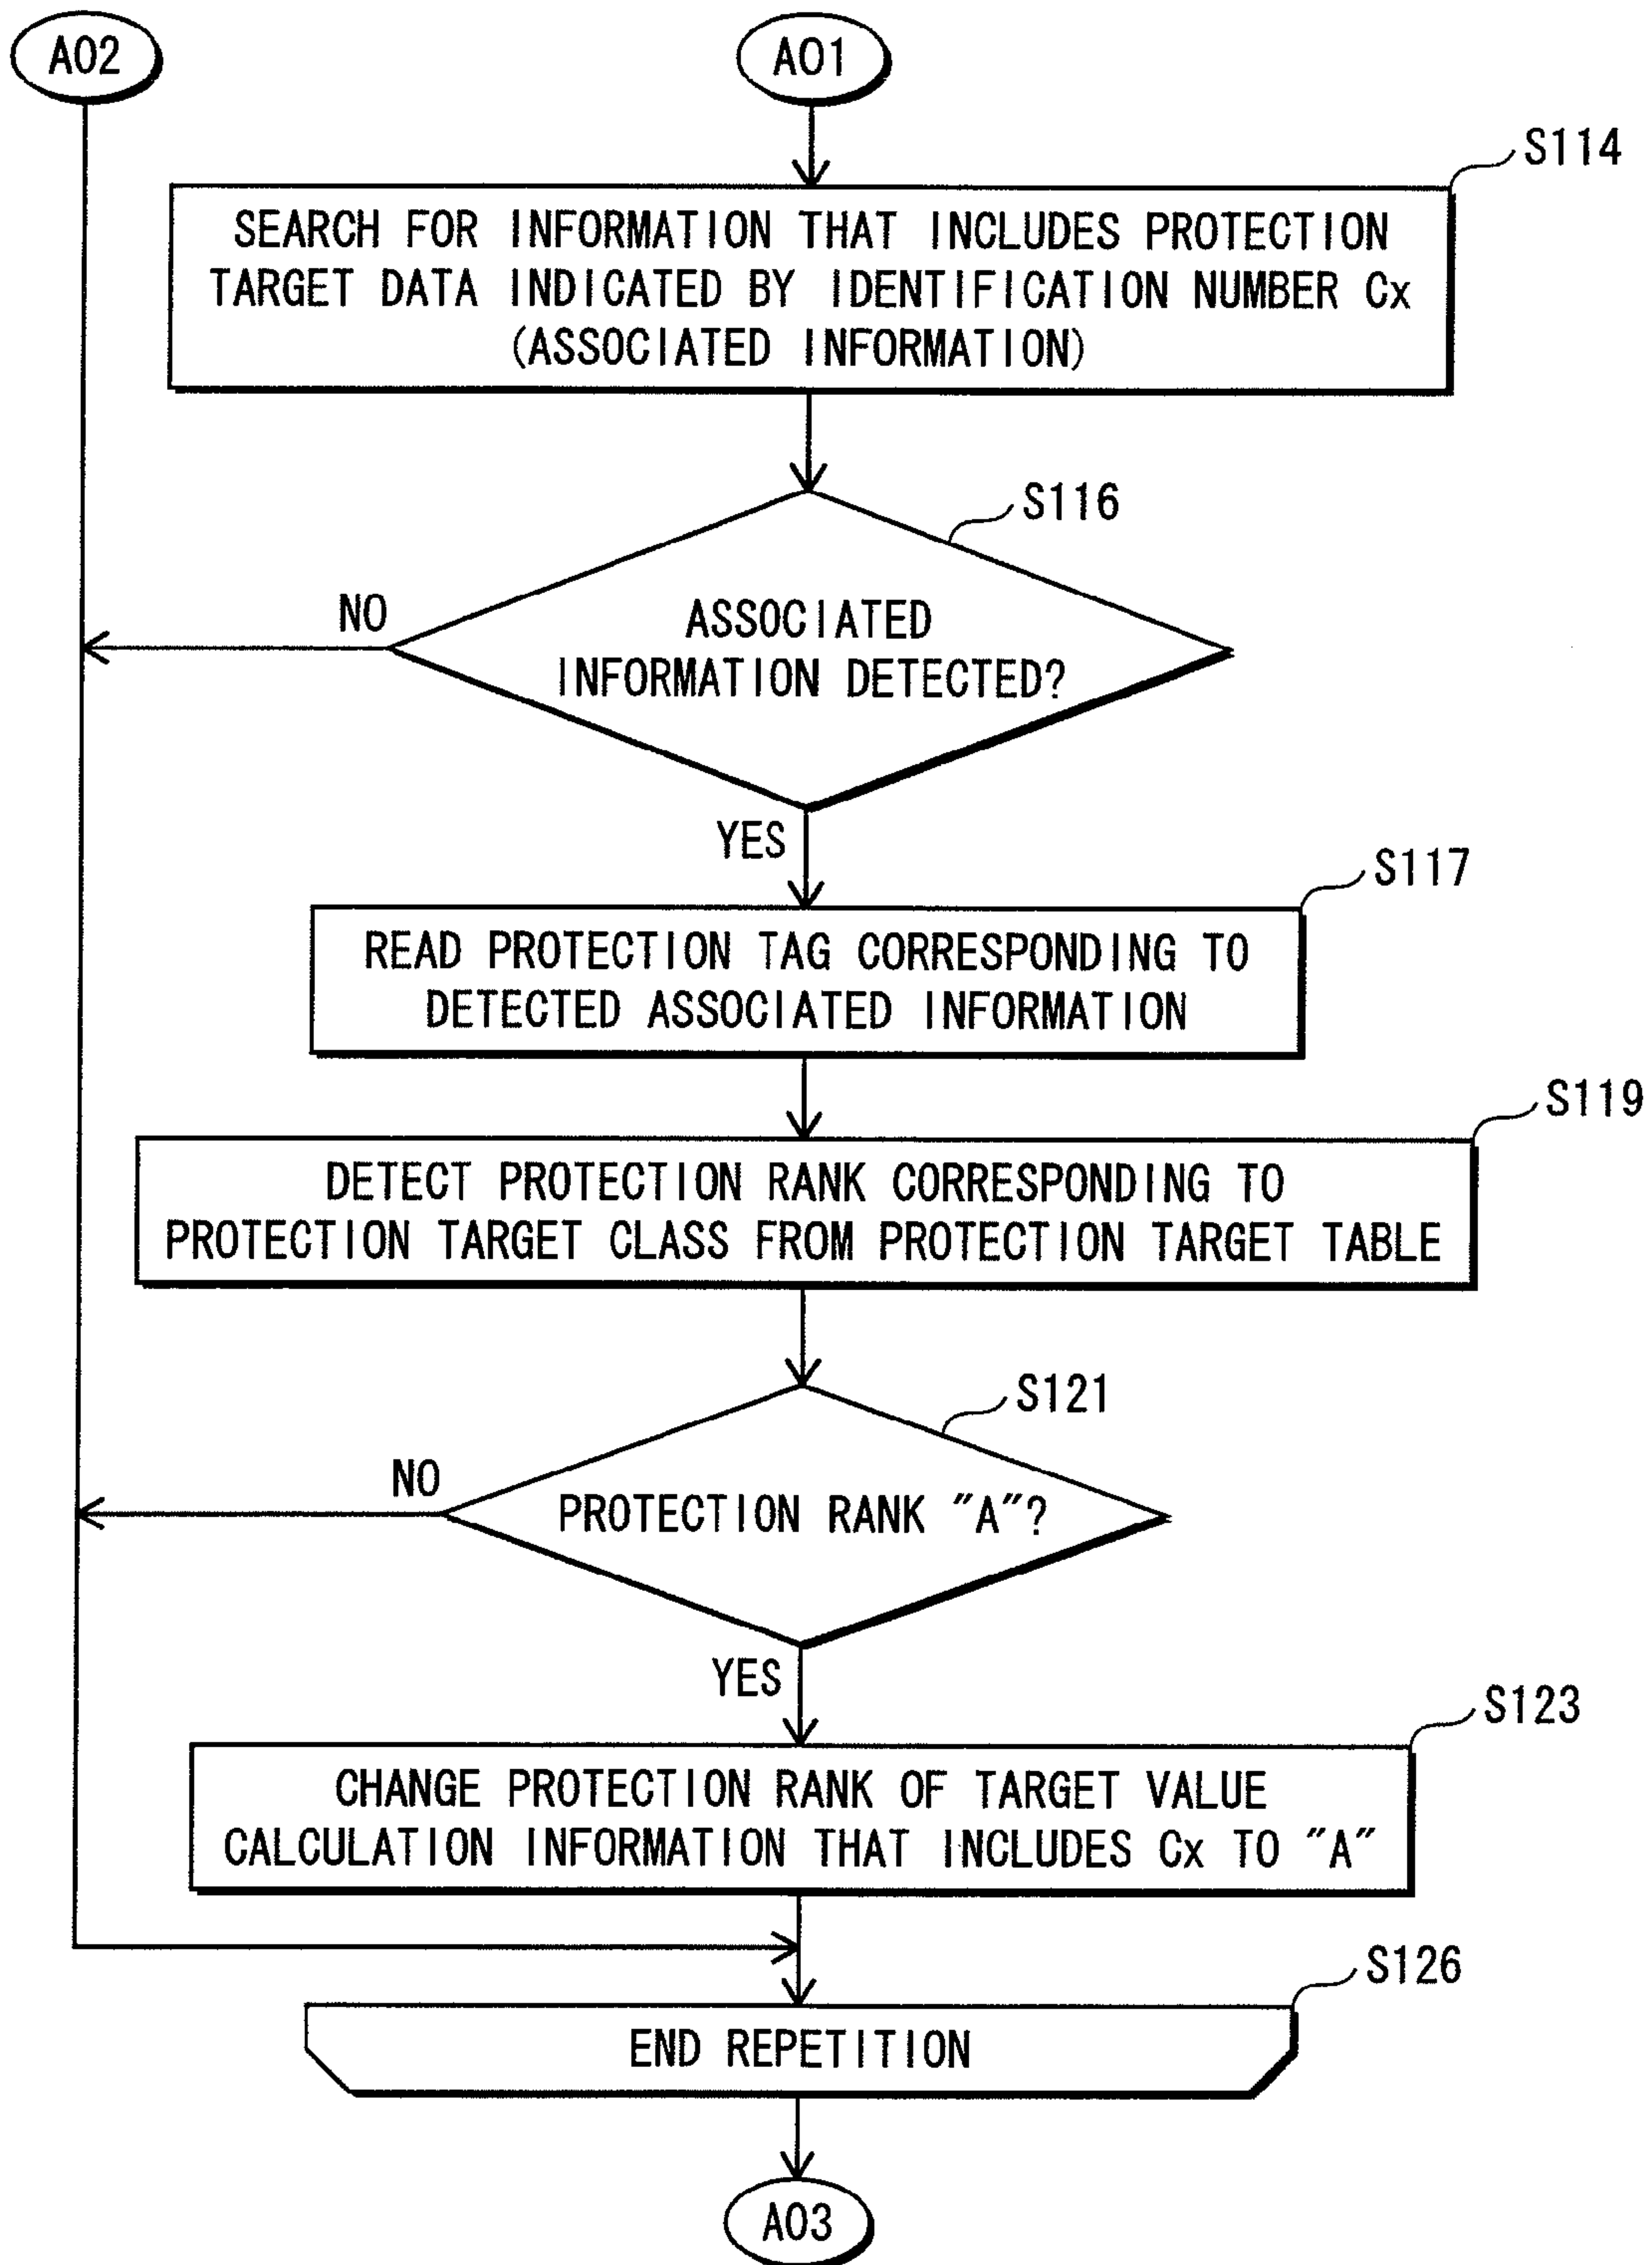 A02
A01
S114
SEARCH FOR INFORMATION THAT INCLUDES PROTECTION
TARGET DATA INDICATED BY IDENTIFICATION NUMBER Cx
(ASSOCIATED INFORMATION)
S116
NO
ASSOCIATED
INFORMATION DETECTED?
YES
S117
READ PROTECTION TAG CORRESPONDING TO
DETECTED ASSOCIATED INFORMATION
S119
DETECT PROTECTION RANK CORRESPONDING TO
PROTECTION TARGET CLASS FROM PROTECTION TARGET TABLE
S121
NO
PROTECTION RANK "A"?
YES
S123
CHANGE PROTECTION RANK OF TARGET VALUE
CALCULATION INFORMATION THAT INCLUDES Cx TO "A"
S126
END REPETITION
A03